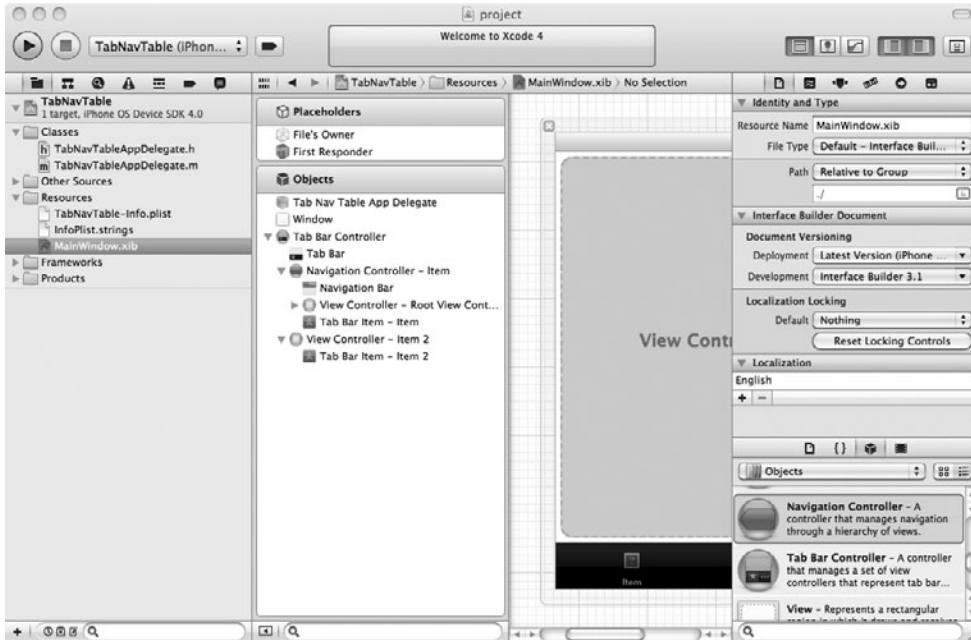 project
TabNavTable (iPhon...
Welcome to Xcode 4
TabNavTable
1 target, iPhone OS Device SDK 4.0
Classes
TabNavTableAppDelegate.h
TabNavTableAppDelegate.m
Other Sources
Resources
TabNavTable-Info.plist
InfoPlist.strings
MainWindow.xib
Frameworks
Products
TabNavTable
Resources
MainWindow.xib
No Selection
Placeholders
File's Owner
First Responder
Objects
Tab Nav Table App Delegate
Window
Tab Bar Controller
Tab Bar
Navigation Controller – Item
Navigation Bar
View Controller – Root View Cont...
Tab Bar Item – Item
View Controller – Item 2
Tab Bar Item – Item 2
View Cont
Item
Identity and Type
Resource Name MainWindow.xib
File Type Default – Interface Buil...
Path Relative to Group
./
Interface Builder Document
Document Versioning
Deployment Latest Version (iPhone ...
Development Interface Builder 3.1
Localization Locking
Default Nothing
Reset Locking Controls
Localization
English
+ −
{}
Objects
Navigation Controller – A
controller that manages navigation
through a hierarchy of views.
Tab Bar Controller – A controller
that manages a set of view
controllers that represent tab bar...
View – Represents a rectangular